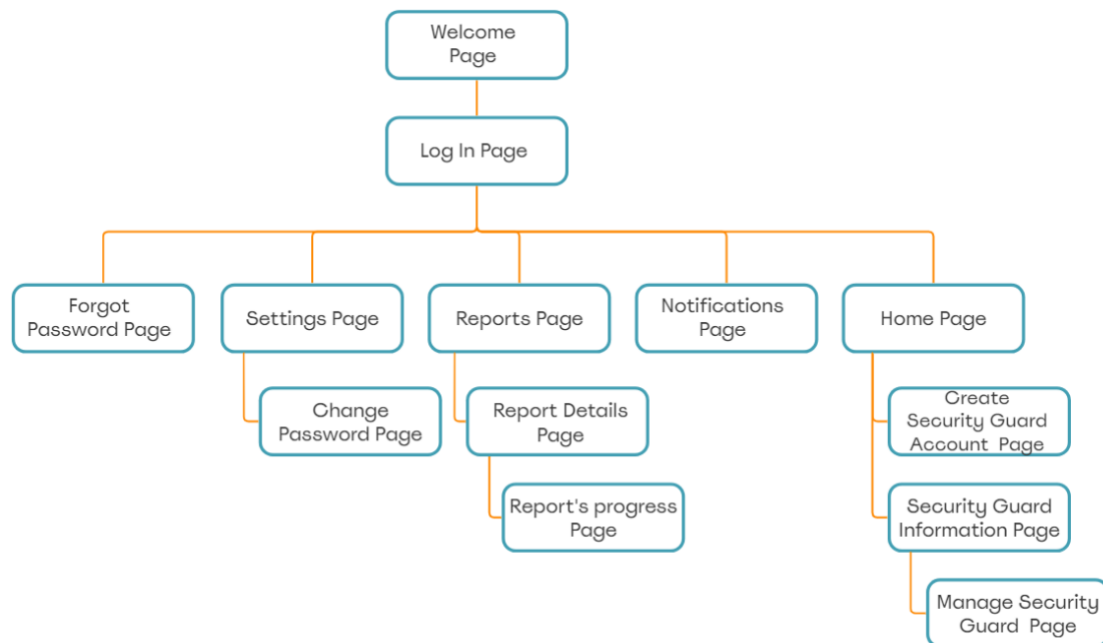 Welcome
Page
Log In Page
Forgot
Password Page
Settings Page
Reports Page
Notifications
Page
Home Page
Change
Password Page
Report Details
Page
Create
Security Guard
Account Page
Report's progress
Page
Security Guard
Information Page
Manage Security
Guard Page